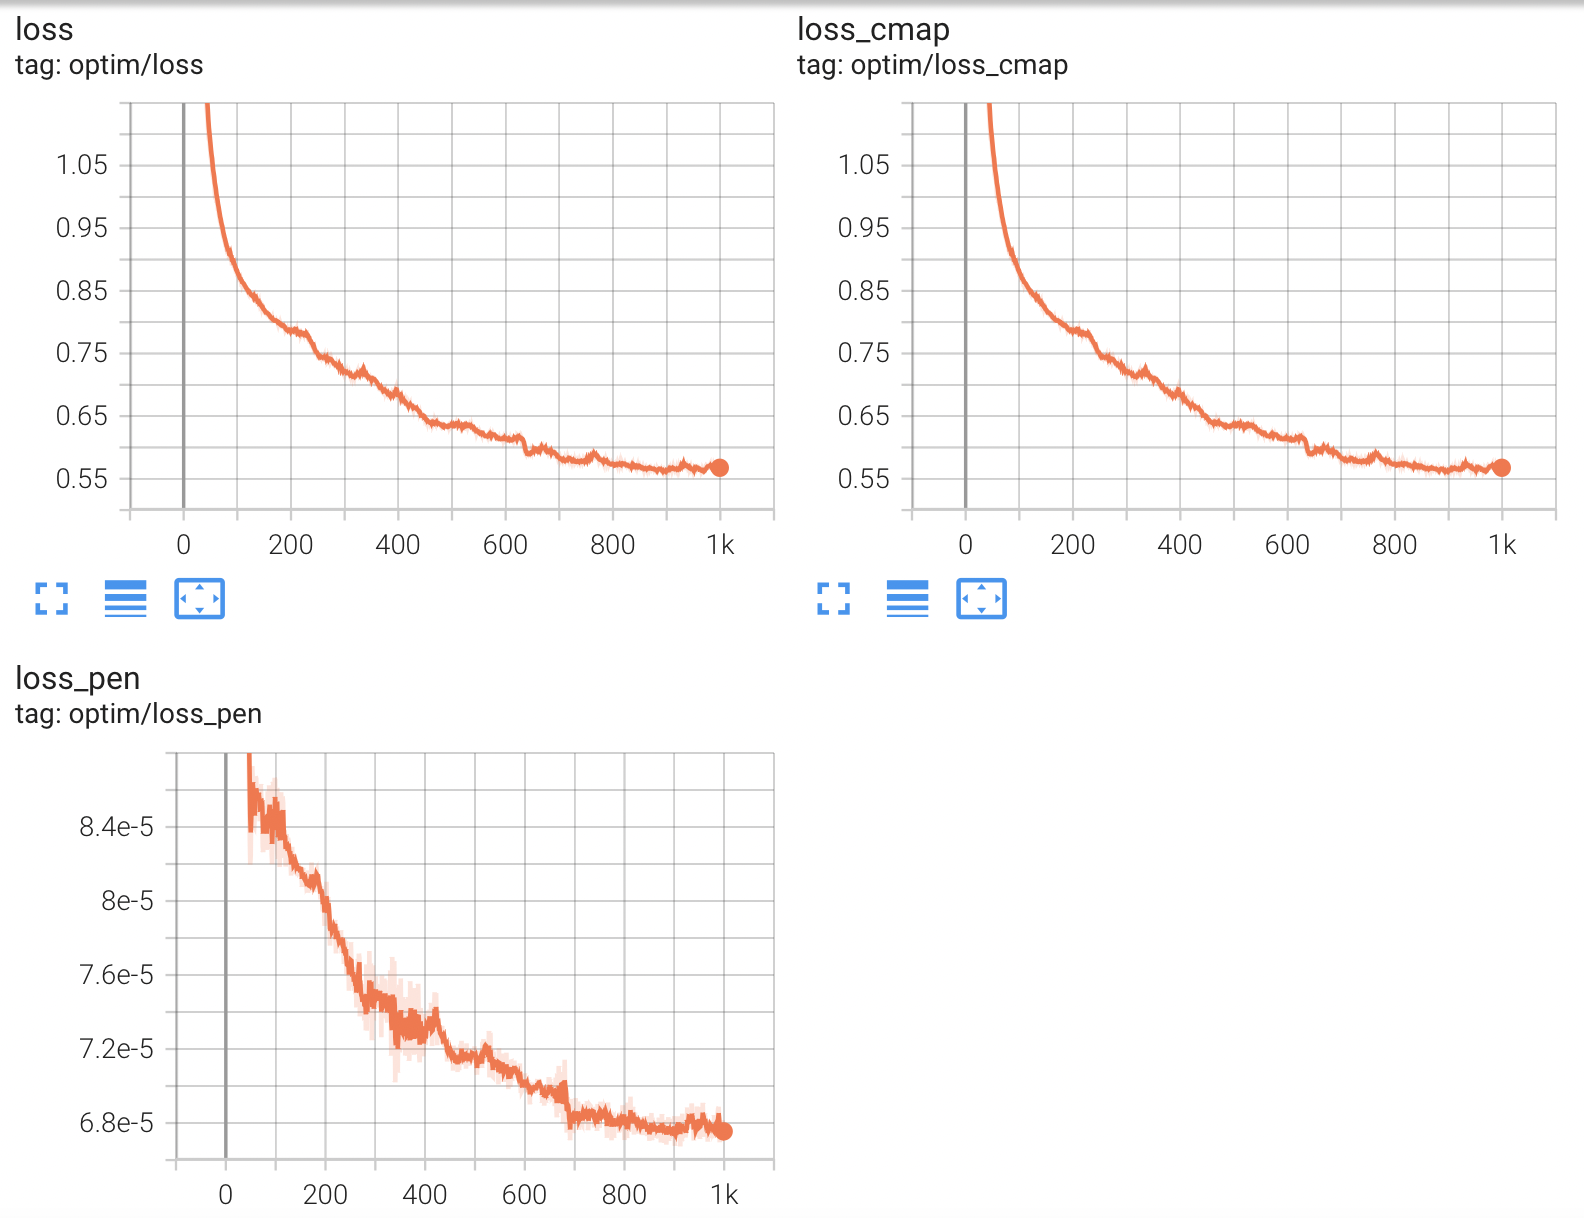 loss
tag: optim/loss
1.05
0.95
0.85
0.75
0.65
0.55
0 200 400 600 800 1k
loss_cmap
tag: optim/loss_cmap
1.05
0.95
0.85
0.75
0.65
0.55
0 200 400 600 800 1k
loss_pen
tag: optim/loss_pen
8.4e-5
8e-5
7.6e-5
7.2e-5
6.8e-5
0 200 400 600 800 1k